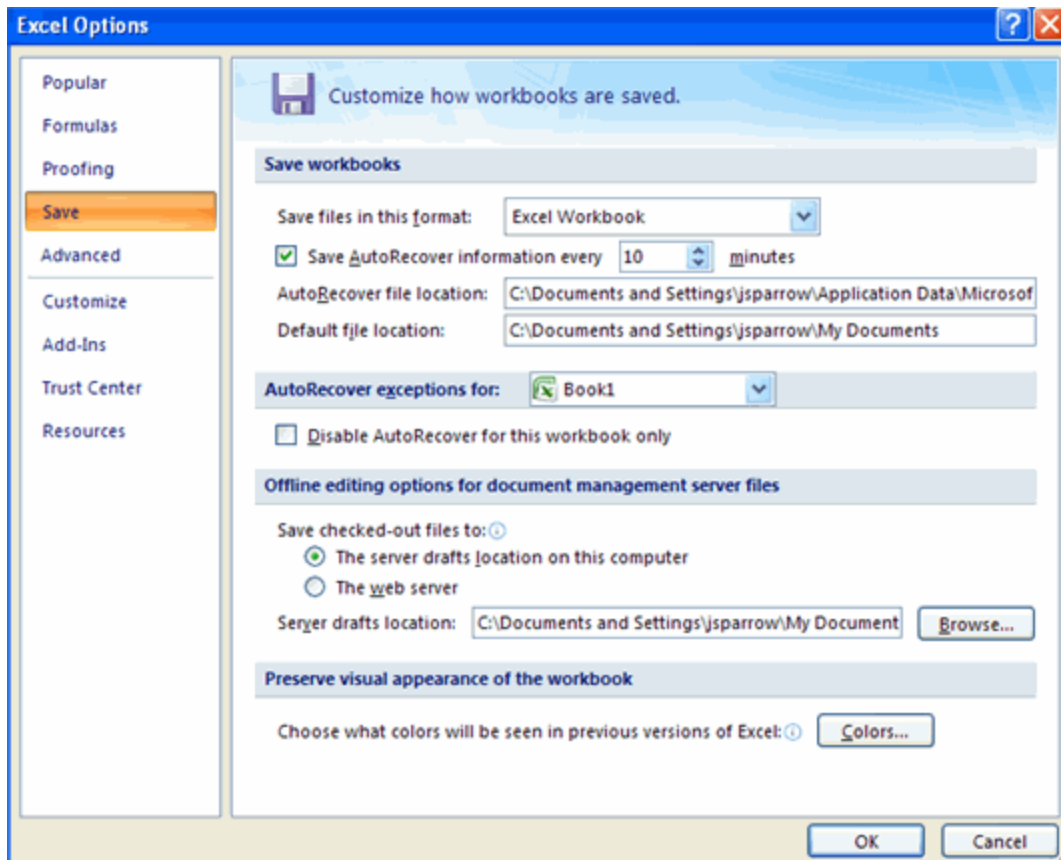 Excel Options
Popular
Formulas
Proofing
Save
Advanced
Customize
Add-Ins
Trust Center
Resources
Customize how workbooks are saved.
Save workbooks
Save files in this format: Excel Workbook
Save AutoRecover information every 10 minutes
AutoRecover file location: C:\Documents and Settings\jsparrow\Application Data\Microsof
Default file location: C:\Documents and Settings\jsparrow\My Documents
AutoRecover exceptions for: Book1
Disable AutoRecover for this workbook only
Offline editing options for document management server files
Save checked-out files to:
The server drafts location on this computer
The web server
Server drafts location: C:\Documents and Settings\jsparrow\My Document Browse...
Preserve visual appearance of the workbook
Choose what colors will be seen in previous versions of Excel: Colors...
OK Cancel